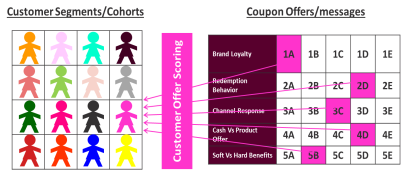 Customer Segments/Cohorts
Coupon Offers/messages
Customer Offer Scoring
Brand Loyalty 1A 1B 1C 1D 1E
Redemption
Behavior 2A 2B 2C 2D 2E
Channel-Response 3A 3B 3C 3D 3E
Cash Vs Product
Offer 4A 4B 4C 4D 4E
Soft Vs Hard Benefits 5A 5B 5C 5D 5E